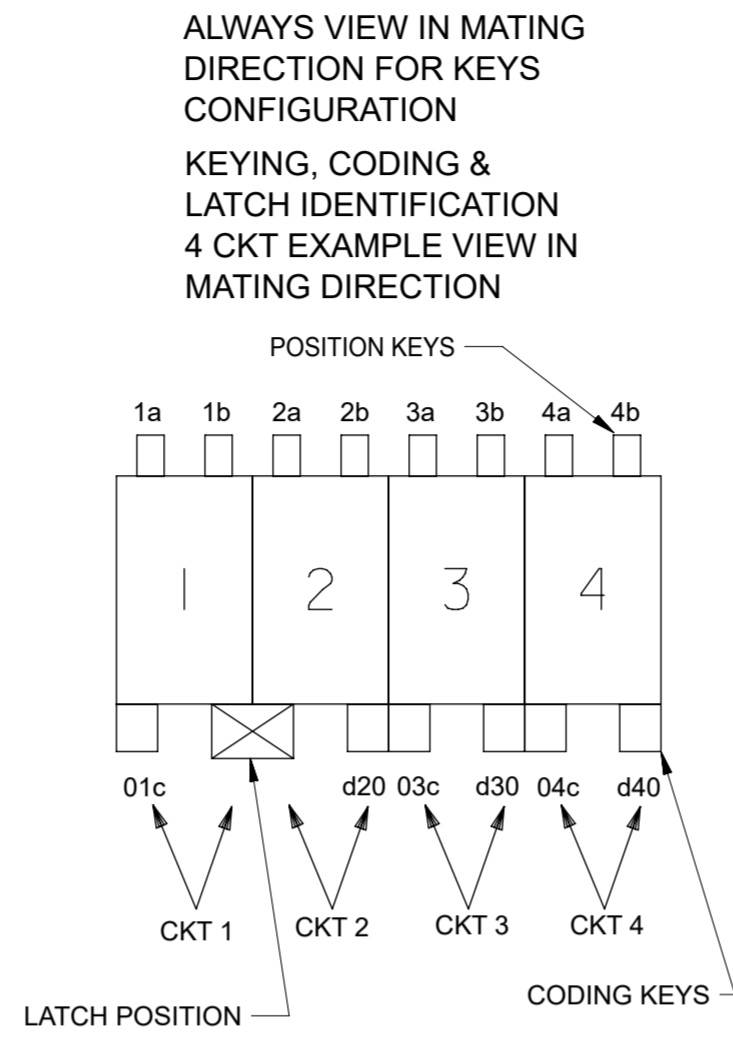 ALWAYS VIEW IN MATING
DIRECTION FOR KEYS
CONFIGURATION
KEYING, CODING &
LATCH IDENTIFICATION
4 CKT EXAMPLE VIEW IN
MATING DIRECTION
POSITION KEYS
1a 1b 2a 2b 3a 3b 4a 4b
1 2 3 4
01c d20 03c d30 04c d40
CKT 1 CKT 2 CKT 3 CKT 4
CODING KEYS
LATCH POSITION